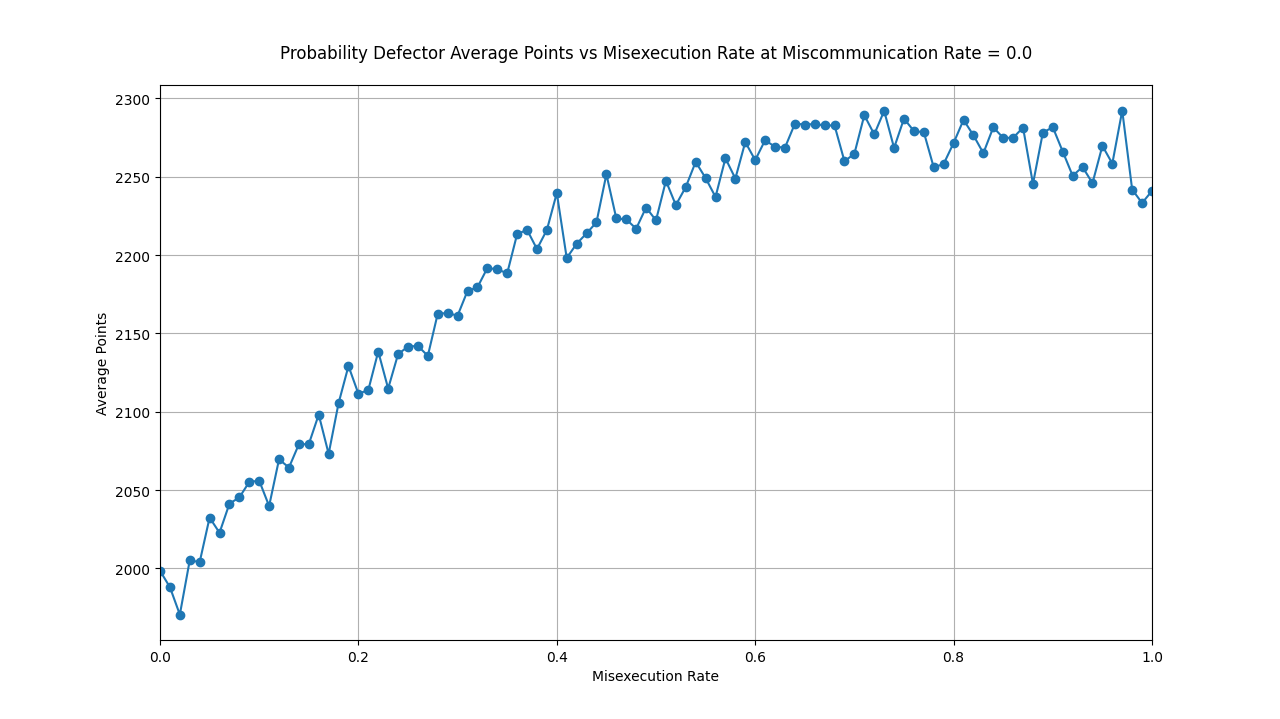 Probability Defector Average Points vs Misexecution Rate at Miscommunication Rate = 0.0
2300
2250
2200
2150
2100
2050
2000
Average Points
0.0 0.2 0.4 0.6 0.8 1.0
Misexecution Rate